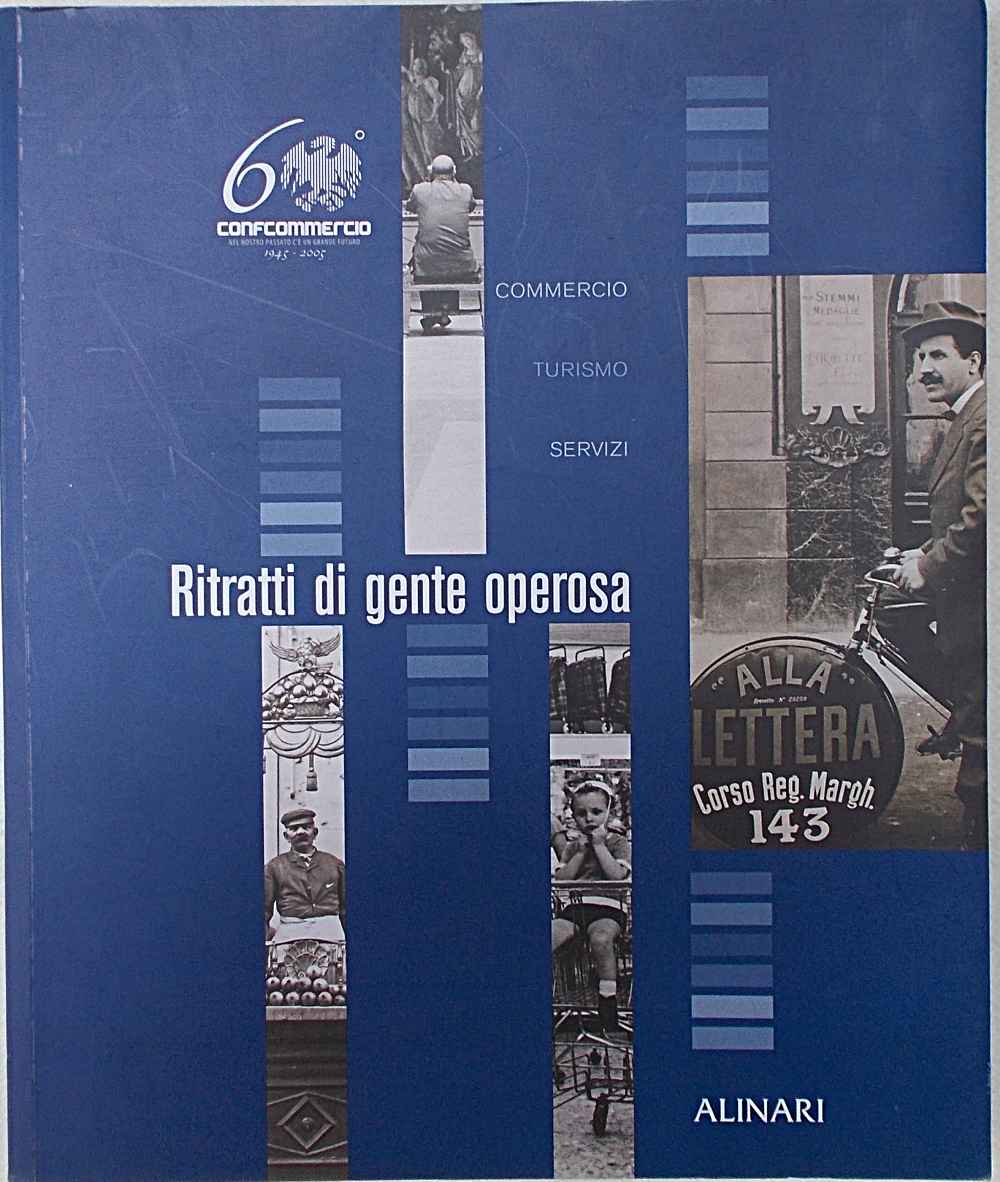 60°
CONFCOMMERCIO
NEL NOSTRO PASSATO C'È UN GRANDE FUTURO
1945 - 2005
COMMERCIO
TURISMO
SERVIZI
Ritratti di gente operosa
STEMMI
MEDAGLIE
"ALLA"
LETTERA
Corso Reg. Margh.
143
ALINARI